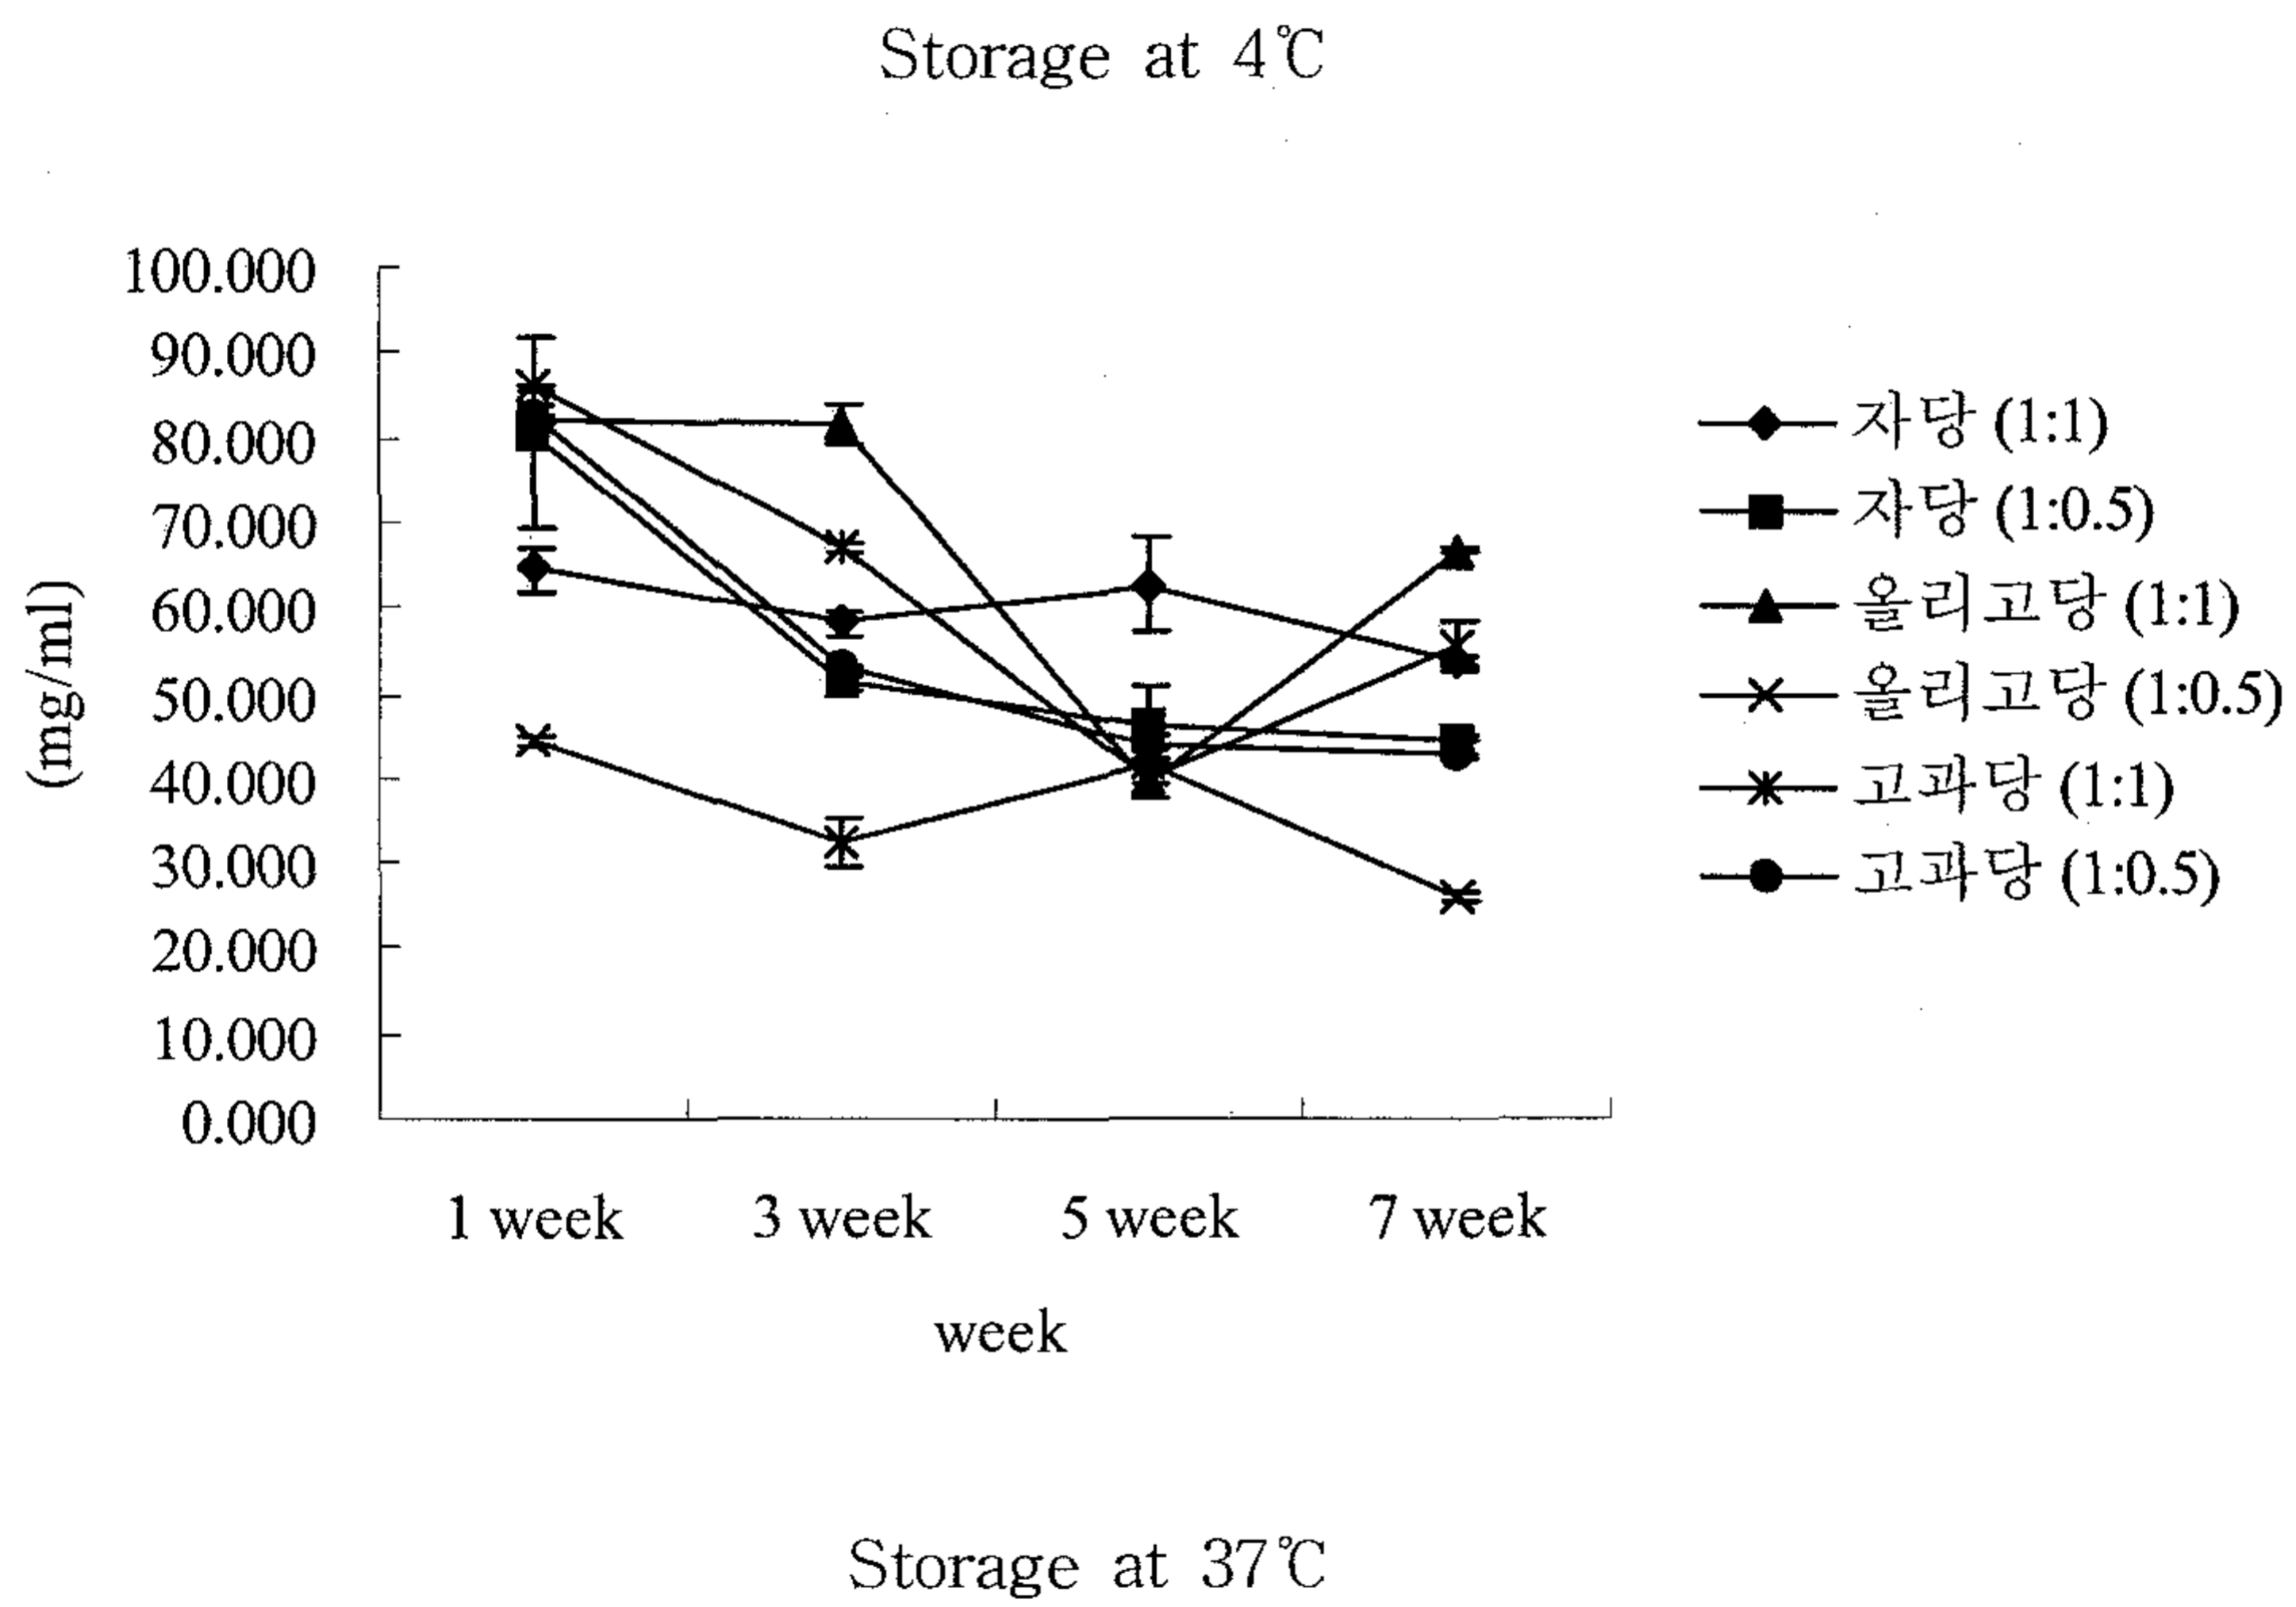 Storage at 4℃
100.000
90.000
80.000
70.000
60.000
50.000
40.000
30.000
20.000
10.000
0.000
(mg/ml)
1 week 3 week 5 week 7 week
week
자당 (1:1)
자당 (1:0.5)
올리고당 (1:1)
올리고당 (1:0.5)
고과당 (1:1)
고과당 (1:0.5)
Storage at 37℃